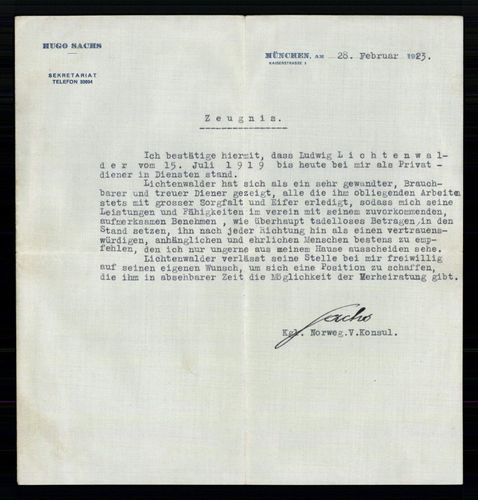 HUGO SACHS
SEKRETARIAT
TELEFON 33094
MÜNCHEN, AM 28. Februar 1923.
KAISERSTRASSE 1
Zeugnis.
Ich bestätige hiermit, dass Ludwig Lichtenwal-
der vom 15. Juli 1919 bis heute bei mir als Privat-
diener in Diensten stand.
Lichtenwalder hat sich als ein sehr gewandter, Brauch-
barer und treuer Diener gezeigt, alle die ihm obliegenden Arbeiten
stets mit grosser Sorgfalt und Eifer erledigt, sodass mich seine
Leistungen und Fähigkeiten im verein mit seinem zuvorkommenden,
aufmerksamen Benehmen , wie überhaupt tadelloses Betragen,in den
Stand setzen, ihn nach jeder Richtung hin als einen vertrauens-
würdigen, anhänglichen und ehrlichen Menschen bestens zu emp-
fehlen, den ich nur ungerne aus meinem Hause ausscheiden sehe.
Lichtenwalder verlässt seine Stelle bei mir freiwillig
auf seinen eigenen Wunsch, um sich eine Position zu schaffen,
die ihm in absehbarer Zeit die Möglichkeit der Merheiratung gibt.
Sachs
Kgl. Norweg.V.Konsul.